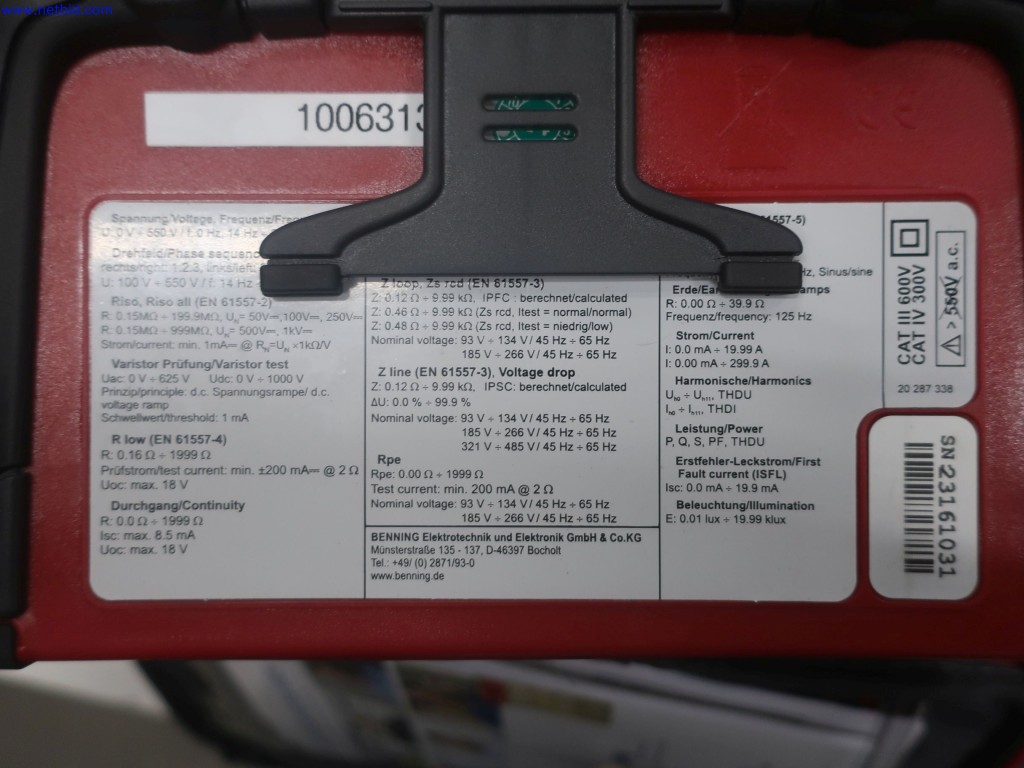 www.netbid.com
1006313
Spannung/Voltage, Frequenz/Freq
U: 0 V ÷ 550 V / f: 0 Hz, 14 Hz
Drehfeld/Phase sequenc
rechts/right: 1.2.3, links/left
U: 100 V ÷ 550 V / f: 14 Hz
Riso, Riso all (EN 61557-2)
R: 0.15MΩ ÷ 199.9MΩ, Uɴ= 50V⎓,100V⎓, 250V⎓
R: 0.15MΩ ÷ 999MΩ, Uɴ= 500V⎓, 1kV⎓
Strom/current: min. 1mA⎓ @ Rɴ=Uɴ ×1kΩ/V
Varistor Prüfung/Varistor test
Uac: 0 V ÷ 625 V Udc: 0 V ÷ 1000 V
Prinzip/principle: d.c. Spannungsrampe/ d.c.
voltage ramp
Schwellwert/threshold: 1 mA
R low (EN 61557-4)
R: 0.16 Ω ÷ 1999 Ω
Prüfstrom/test current: min. ±200 mA⎓ @ 2 Ω
Uoc: max. 18 V
Durchgang/Continuity
R: 0.0 Ω ÷ 1999 Ω
Isc: max. 8.5 mA
Uoc: max. 18 V
Z loop, Zs rcd (EN 61557-3)
Z: 0.12 Ω ÷ 9.99 kΩ, IPFC : berechnet/calculated
Z: 0.46 Ω ÷ 9.99 kΩ (Zs rcd, Itest = normal/normal)
Z: 0.48 Ω ÷ 9.99 kΩ (Zs rcd, Itest = niedrig/low)
Nominal voltage: 93 V ÷ 134 V / 45 Hz ÷ 65 Hz
185 V ÷ 266 V / 45 Hz ÷ 65 Hz
Z line (EN 61557-3), Voltage drop
Z: 0.12 Ω ÷ 9.99 kΩ, IPSC: berechnet/calculated
ΔU: 0.0 % ÷ 99.9 %
Nominal voltage: 93 V ÷ 134 V / 45 Hz ÷ 65 Hz
185 V ÷ 266 V / 45 Hz ÷ 65 Hz
321 V ÷ 485 V / 45 Hz ÷ 65 Hz
Rpe
Rpe: 0.00 Ω ÷ 1999 Ω
Test current: min. 200 mA @ 2 Ω
Nominal voltage: 93 V ÷ 134 V / 45 Hz ÷ 65 Hz
185 V ÷ 266 V / 45 Hz ÷ 65 Hz
BENNING Elektrotechnik und Elektronik GmbH & Co.KG
Münsterstraße 135 - 137, D-46397 Bocholt
Tel.: +49/ (0) 2871/93-0
www.benning.de
61557-5)
Hz, Sinus/sine
Erde/Ear amps
R: 0.00 Ω ÷ 39.9 Ω
Frequenz/frequency: 125 Hz
Strom/Current
I: 0.0 mA ÷ 19.99 A
I: 0.00 mA ÷ 299.9 A
Harmonische/Harmonics
Uh0 ÷ Uh11, THDU
Ih0 ÷ Ih11, THDI
Leistung/Power
P, Q, S, PF, THDU
Erstfehler-Leckstrom/First
Fault current (ISFL)
Isc: 0.0 mA ÷ 19.9 mA
Beleuchtung/Illumination
E: 0.01 lux ÷ 19.99 klux
CAT III 600V
CAT IV 300V
> 550V a.c.
20 287 338
SN23161031